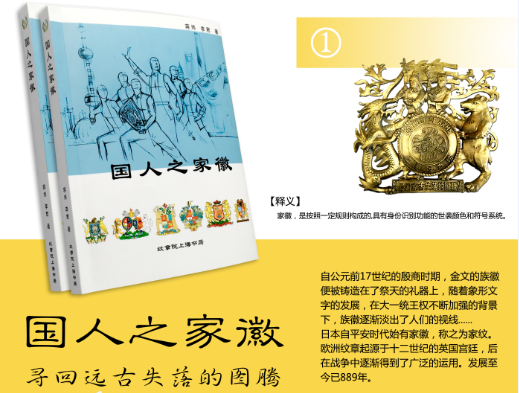 蒋邦 李思 著
国人之家徽
纹章院上海书局
国人之家徽
①
【释义】
家徽，是按照一定规则构成的,具有身份识别功能的世袭颜色和符号系统。
自公元前17世纪的殷商时期，金文的族徽
便被铸造在了祭天的礼器上，随着象形文
字的发展，在大一统王权不断加强的背景
下，族徽逐渐淡出了人们的视线......
日本自平安时代始有家徽，称之为家纹。
欧洲纹章起源于十二世纪的英国宫廷，后
在战争中逐渐得到了广泛的运用。发展至
今已889年。
国人之家徽
寻回远古失落的图腾